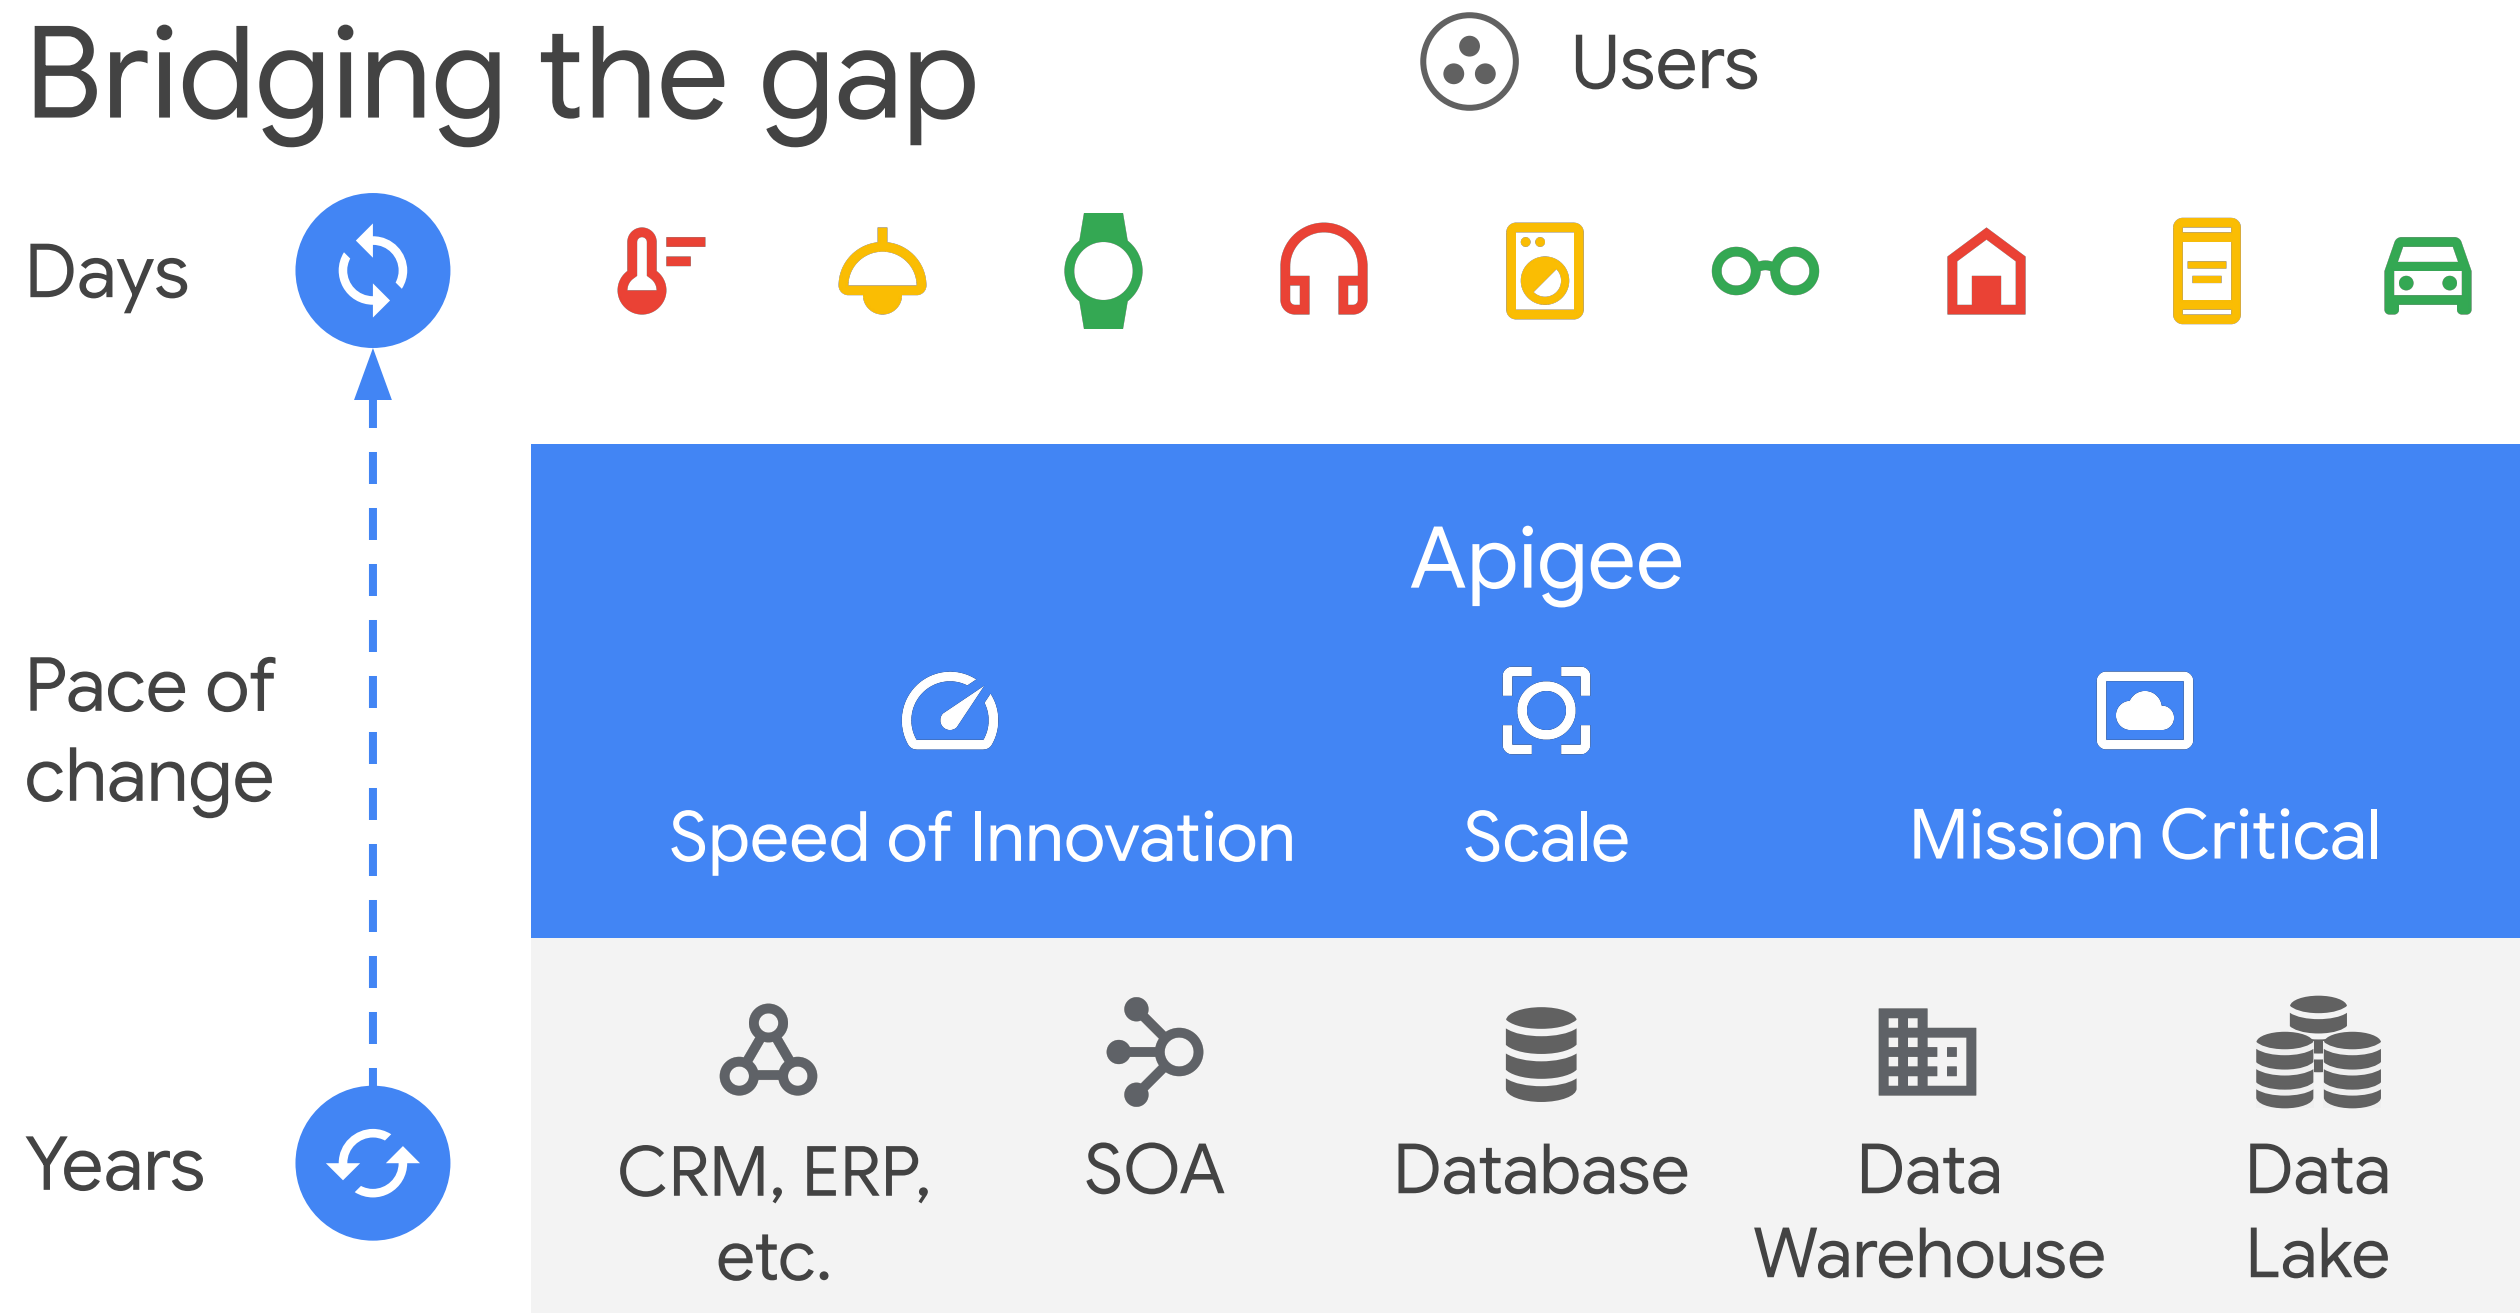 Bridging the gap
Users
Days
Apigee
Pace of
change
Speed of Innovation
Scale
Mission Critical
Years
CRM, ERP,
etc.
SOA
Database
Data
Warehouse
Data
Lake